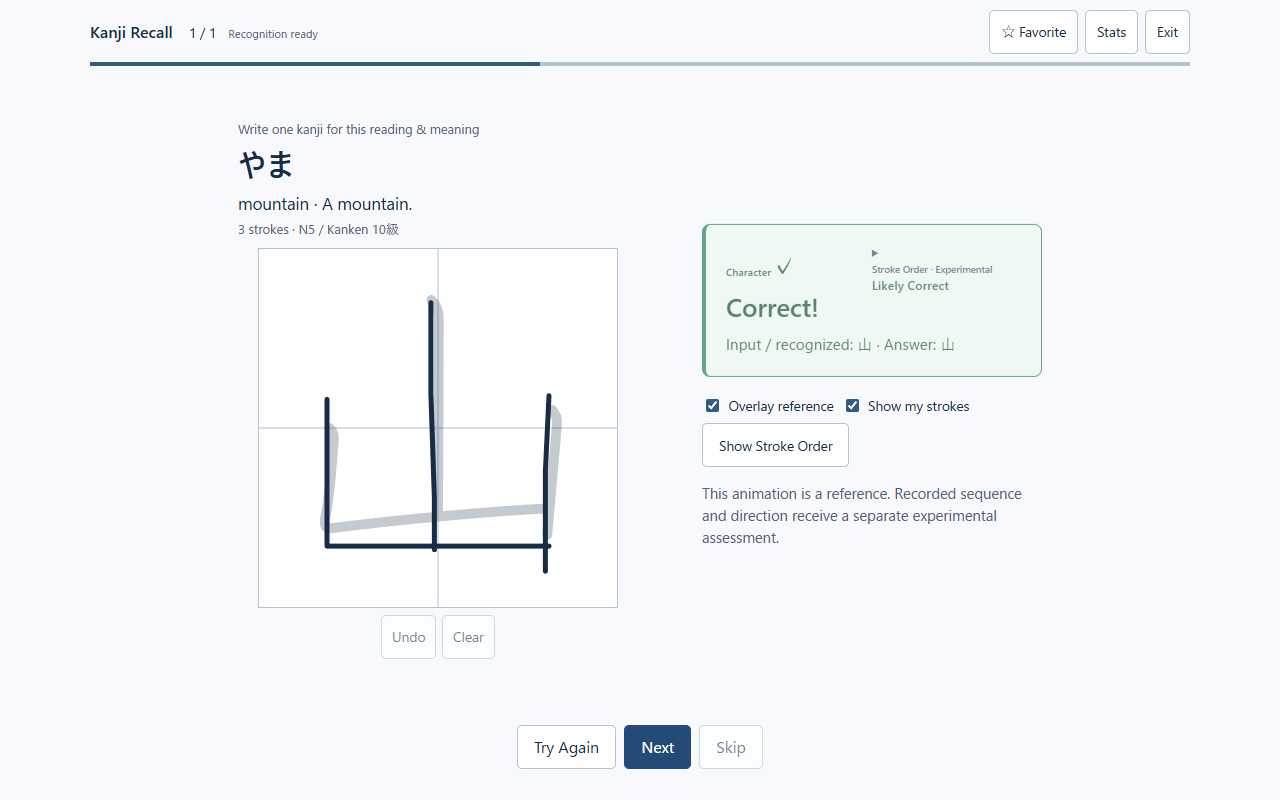 Kanji Recall 1 / 1 Recognition ready ☆ Favorite Stats Exit
Write one kanji for this reading & meaning
やま
mountain · A mountain.
3 strokes · N5 / Kanken 10級
山
Undo Clear
Character ✓
▶ Stroke Order · Experimental
Likely Correct
Correct!
Input / recognized: 山 · Answer: 山
Overlay reference Show my strokes
Show Stroke Order
This animation is a reference. Recorded sequence
and direction receive a separate experimental
assessment.
Try Again Next Skip